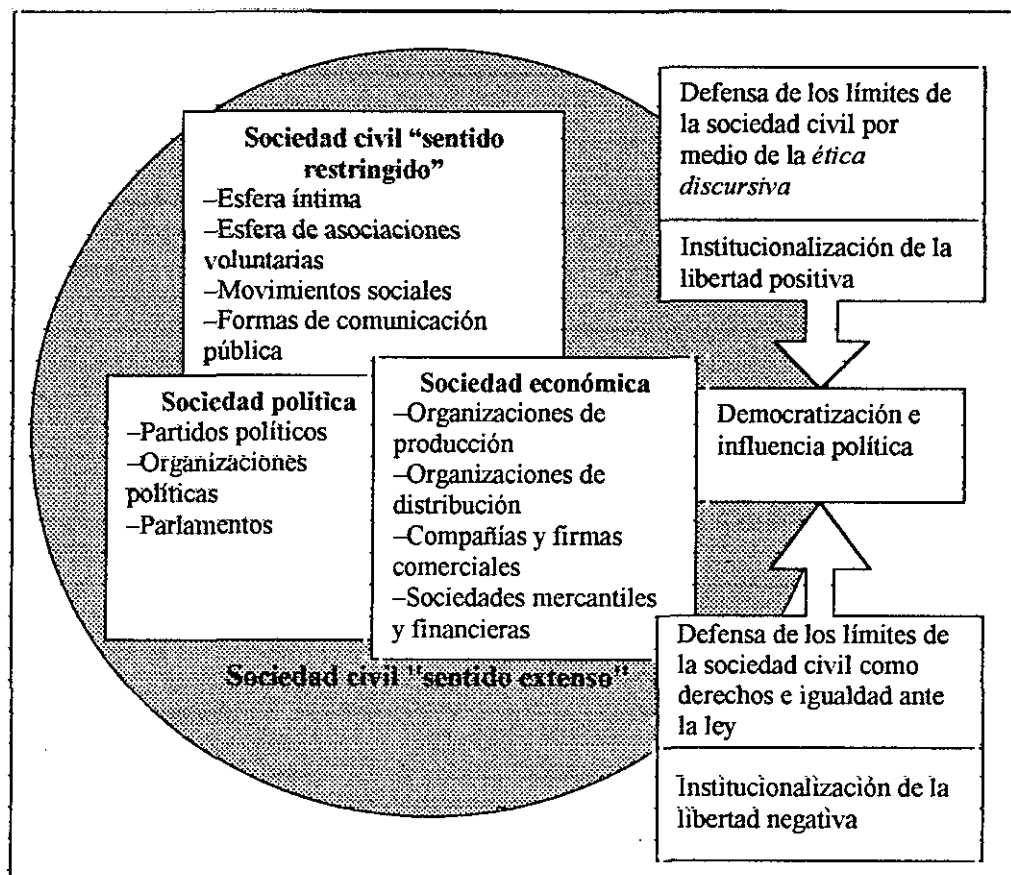 Sociedad civil “sentido
restringido”
–Esfera íntima
–Esfera de asociaciones
voluntarias
–Movimientos sociales
–Formas de comunicación
pública
Sociedad política
–Partidos políticos
–Organizaciones
políticas
–Parlamentos
Sociedad económica
–Organizaciones de
producción
–Organizaciones de
distribución
–Compañías y firmas
comerciales
–Sociedades mercantiles
y financieras
Sociedad civil "sentido extenso"
Defensa de los límites de
la sociedad civil por
medio de la ética
discursiva
Institucionalización de la
libertad positiva
Democratización e
influencia política
Defensa de los límites de
la sociedad civil como
derechos e igualdad ante
la ley
Institucionalización de la
libertad negativa